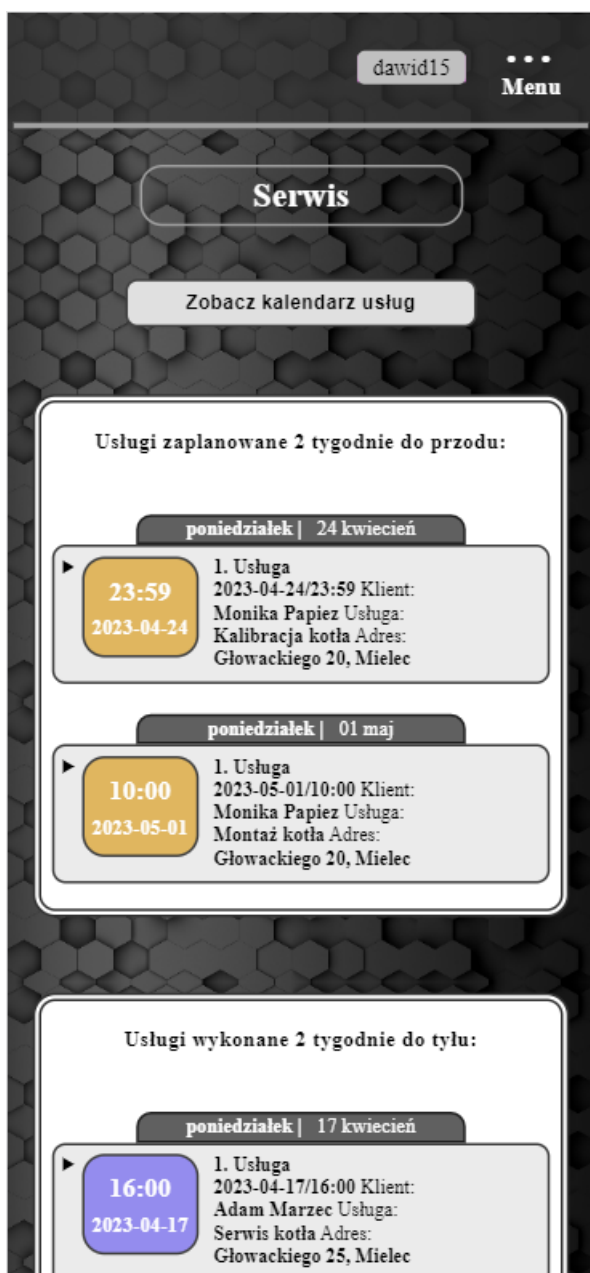 dawid15
Menu
Serwis
Zobacz kalendarz usług
Usługi zaplanowane 2 tygodnie do przodu:
poniedziałek | 24 kwiecień
23:59
2023-04-24
1. Usługa
2023-04-24/23:59 Klient:
Monika Papiez Usługa:
Kalibracja kotła Adres:
Głowackiego 20, Mielec
poniedziałek | 01 maj
10:00
2023-05-01
1. Usługa
2023-05-01/10:00 Klient:
Monika Papiez Usługa:
Montaż kotła Adres:
Głowackiego 20, Mielec
Usługi wykonane 2 tygodnie do tyłu:
poniedziałek | 17 kwiecień
16:00
2023-04-17
1. Usługa
2023-04-17/16:00 Klient:
Adam Marzec Usługa:
Serwis kotła Adres:
Głowackiego 25, Mielec